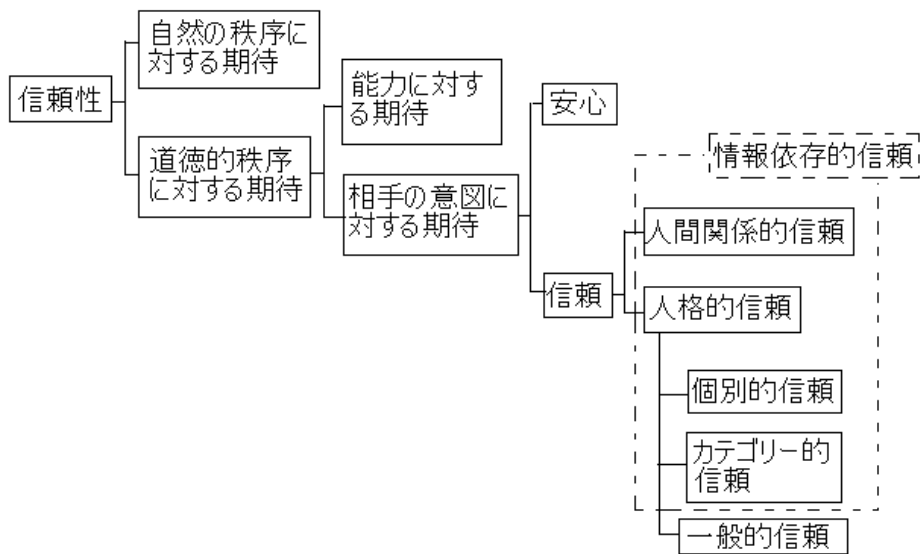 信頼性
自然の秩序に
対する期待
道徳的秩序
に対する期待
能力に対す
る期待
相手の意図に
対する期待
安心
信頼
情報依存的信頼
人間関係的信頼
人格的信頼
個別的信頼
カテゴリー的
信頼
一般的信頼